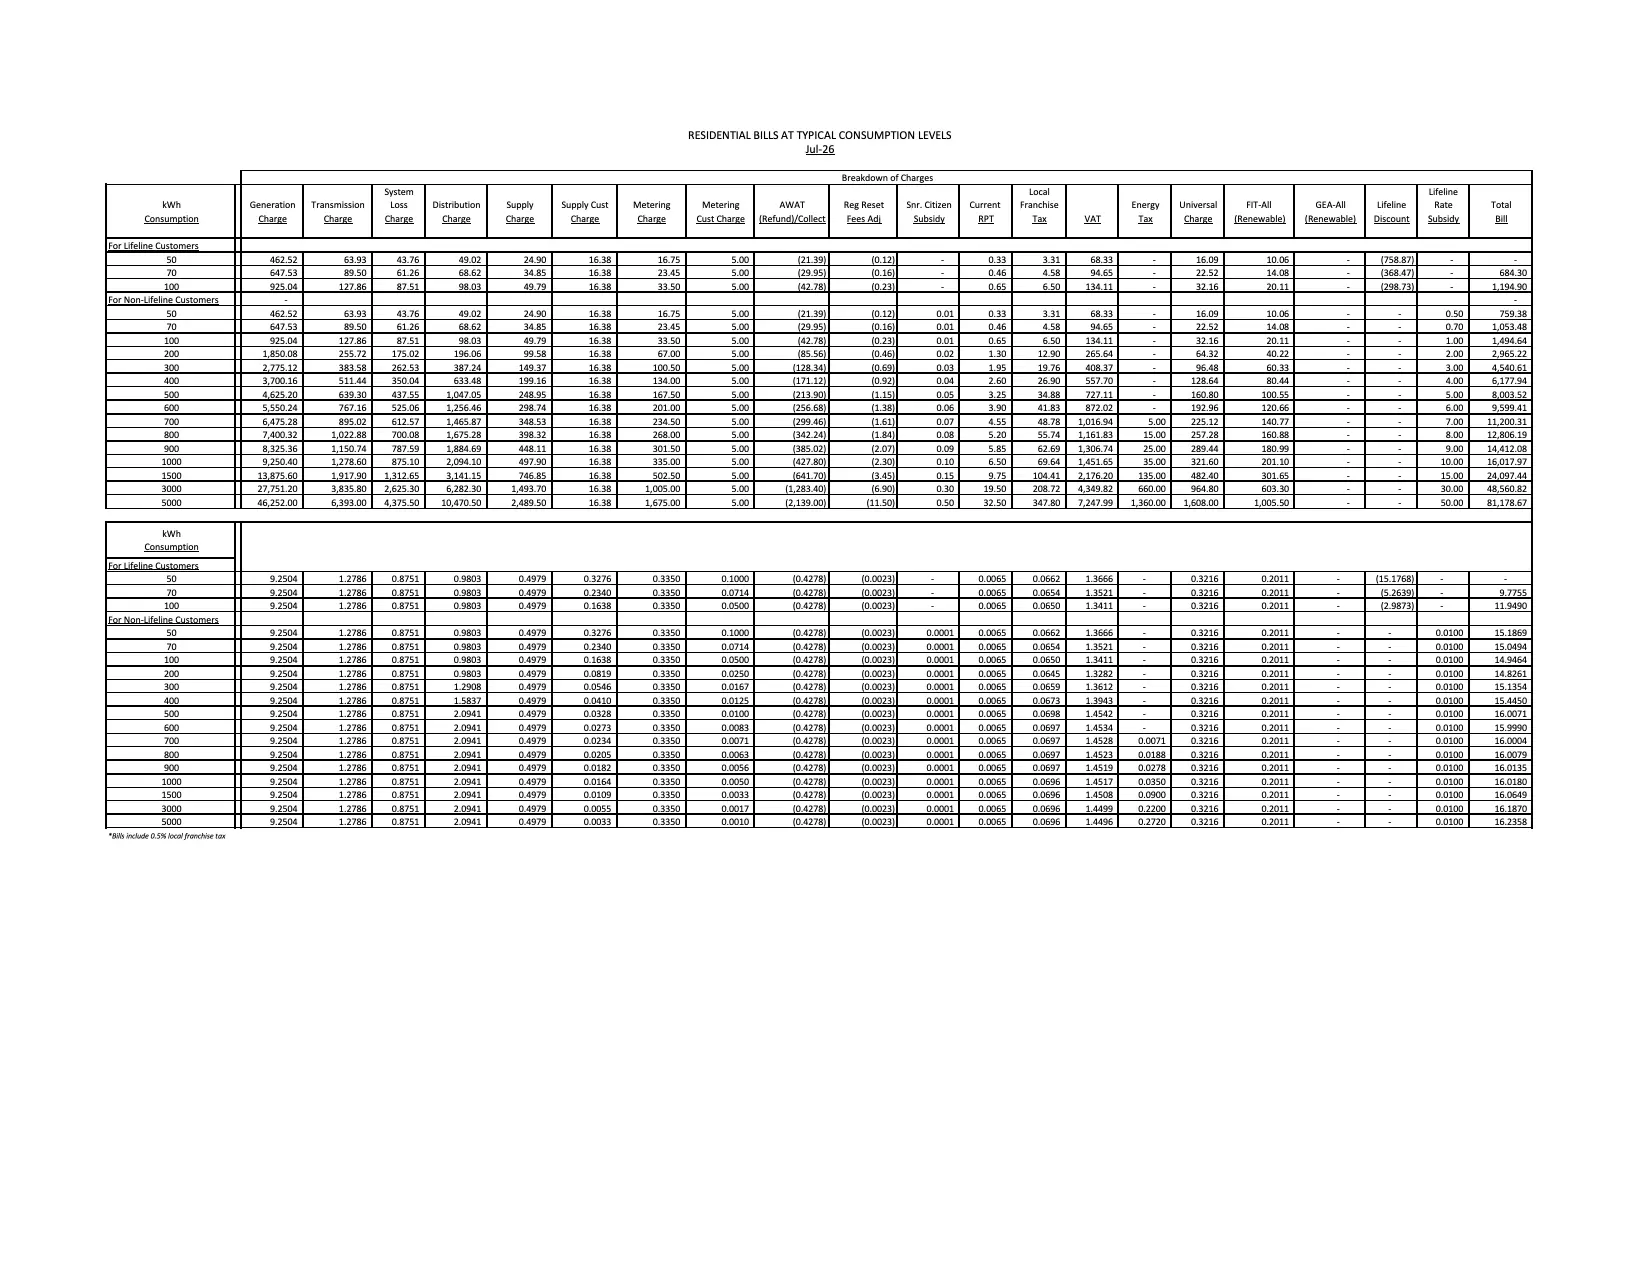 RESIDENTIAL BILLS AT TYPICAL CONSUMPTION LEVELS
Jul-26
Breakdown of Charges
kWh Consumption | Generation Charge | Transmission Charge | System Loss Charge | Distribution Charge | Supply Charge | Supply Cust Charge | Metering Charge | Metering Cust Charge | AWAT (Refund)/Collect | Reg Reset Fees Adj | Snr. Citizen Subsidy | Current RPT | Local Franchise Tax | VAT | Energy Tax | Universal Charge | FIT-All (Renewable) | GEA-All (Renewable) | Lifeline Discount | Lifeline Rate Subsidy | Total Bill
For Lifeline Customers
50 462.52 63.93 43.76 49.02 24.90 16.38 16.75 5.00 (21.39) (0.12) - 0.33 3.31 68.33 - 16.09 10.06 - (758.87) - -
70 647.53 89.50 61.26 68.62 34.85 16.38 23.45 5.00 (29.95) (0.16) - 0.46 4.58 94.65 - 22.52 14.08 - (368.47) - 684.30
100 925.04 127.86 87.51 98.03 49.79 16.38 33.50 5.00 (42.78) (0.23) - 0.65 6.50 134.11 - 32.16 20.11 - (298.73) - 1,194.90
For Non-Lifeline Customers - -
50 462.52 63.93 43.76 49.02 24.90 16.38 16.75 5.00 (21.39) (0.12) 0.01 0.33 3.31 68.33 - 16.09 10.06 - - 0.50 759.38
70 647.53 89.50 61.26 68.62 34.85 16.38 23.45 5.00 (29.95) (0.16) 0.01 0.46 4.58 94.65 - 22.52 14.08 - - 0.70 1,053.48
100 925.04 127.86 87.51 98.03 49.79 16.38 33.50 5.00 (42.78) (0.23) 0.01 0.65 6.50 134.11 - 32.16 20.11 - - 1.00 1,494.64
200 1,850.08 255.72 175.02 196.06 99.58 16.38 67.00 5.00 (85.56) (0.46) 0.02 1.30 12.90 265.64 - 64.32 40.22 - - 2.00 2,965.22
300 2,775.12 383.58 262.53 387.24 149.37 16.38 100.50 5.00 (128.34) (0.69) 0.03 1.95 19.76 408.37 - 96.48 60.33 - - 3.00 4,540.61
400 3,700.16 511.44 350.04 633.48 199.16 16.38 134.00 5.00 (171.12) (0.92) 0.04 2.60 26.90 557.70 - 128.64 80.44 - - 4.00 6,177.94
500 4,625.20 639.30 437.55 1,047.05 248.95 16.38 167.50 5.00 (213.90) (1.15) 0.05 3.25 34.88 727.11 - 160.80 100.55 - - 5.00 8,003.52
600 5,550.24 767.16 525.06 1,256.46 298.74 16.38 201.00 5.00 (256.68) (1.38) 0.06 3.90 41.83 872.02 - 192.96 120.66 - - 6.00 9,599.41
700 6,475.28 895.02 612.57 1,465.87 348.53 16.38 234.50 5.00 (299.46) (1.61) 0.07 4.55 48.78 1,016.94 5.00 225.12 140.77 - - 7.00 11,200.31
800 7,400.32 1,022.88 700.08 1,675.28 398.32 16.38 268.00 5.00 (342.24) (1.84) 0.08 5.20 55.74 1,161.83 15.00 257.28 160.88 - - 8.00 12,806.19
900 8,325.36 1,150.74 787.59 1,884.69 448.11 16.38 301.50 5.00 (385.02) (2.07) 0.09 5.85 62.69 1,306.74 25.00 289.44 180.99 - - 9.00 14,412.08
1000 9,250.40 1,278.60 875.10 2,094.10 497.90 16.38 335.00 5.00 (427.80) (2.30) 0.10 6.50 69.64 1,451.65 35.00 321.60 201.10 - - 10.00 16,017.97
1500 13,875.60 1,917.90 1,312.65 3,141.15 746.85 16.38 502.50 5.00 (641.70) (3.45) 0.15 9.75 104.41 2,176.20 135.00 482.40 301.65 - - 15.00 24,097.44
3000 27,751.20 3,835.80 2,625.30 6,282.30 1,493.70 16.38 1,005.00 5.00 (1,283.40) (6.90) 0.30 19.50 208.72 4,349.82 660.00 964.80 603.30 - - 30.00 48,560.82
5000 46,252.00 6,393.00 4,375.50 10,470.50 2,489.50 16.38 1,675.00 5.00 (2,139.00) (11.50) 0.50 32.50 347.80 7,247.99 1,360.00 1,608.00 1,005.50 - - 50.00 81,178.67
kWh
Consumption
For Lifeline Customers
50 9.2504 1.2786 0.8751 0.9803 0.4979 0.3276 0.3350 0.1000 (0.4278) (0.0023) - 0.0065 0.0662 1.3666 - 0.3216 0.2011 - (15.1768) - -
70 9.2504 1.2786 0.8751 0.9803 0.4979 0.2340 0.3350 0.0714 (0.4278) (0.0023) - 0.0065 0.0654 1.3521 - 0.3216 0.2011 - (5.2639) - 9.7755
100 9.2504 1.2786 0.8751 0.9803 0.4979 0.1638 0.3350 0.0500 (0.4278) (0.0023) - 0.0065 0.0650 1.3411 - 0.3216 0.2011 - (2.9873) - 11.9490
For Non-Lifeline Customers
50 9.2504 1.2786 0.8751 0.9803 0.4979 0.3276 0.3350 0.1000 (0.4278) (0.0023) 0.0001 0.0065 0.0662 1.3666 - 0.3216 0.2011 - - 0.0100 15.1869
70 9.2504 1.2786 0.8751 0.9803 0.4979 0.2340 0.3350 0.0714 (0.4278) (0.0023) 0.0001 0.0065 0.0654 1.3521 - 0.3216 0.2011 - - 0.0100 15.0494
100 9.2504 1.2786 0.8751 0.9803 0.4979 0.1638 0.3350 0.0500 (0.4278) (0.0023) 0.0001 0.0065 0.0650 1.3411 - 0.3216 0.2011 - - 0.0100 14.9464
200 9.2504 1.2786 0.8751 0.9803 0.4979 0.0819 0.3350 0.0250 (0.4278) (0.0023) 0.0001 0.0065 0.0645 1.3282 - 0.3216 0.2011 - - 0.0100 14.8261
300 9.2504 1.2786 0.8751 1.2908 0.4979 0.0546 0.3350 0.0167 (0.4278) (0.0023) 0.0001 0.0065 0.0659 1.3612 - 0.3216 0.2011 - - 0.0100 15.1354
400 9.2504 1.2786 0.8751 1.5837 0.4979 0.0410 0.3350 0.0125 (0.4278) (0.0023) 0.0001 0.0065 0.0673 1.3943 - 0.3216 0.2011 - - 0.0100 15.4450
500 9.2504 1.2786 0.8751 2.0941 0.4979 0.0328 0.3350 0.0100 (0.4278) (0.0023) 0.0001 0.0065 0.0698 1.4542 - 0.3216 0.2011 - - 0.0100 16.0071
600 9.2504 1.2786 0.8751 2.0941 0.4979 0.0273 0.3350 0.0083 (0.4278) (0.0023) 0.0001 0.0065 0.0697 1.4534 - 0.3216 0.2011 - - 0.0100 15.9990
700 9.2504 1.2786 0.8751 2.0941 0.4979 0.0234 0.3350 0.0071 (0.4278) (0.0023) 0.0001 0.0065 0.0697 1.4528 0.0071 0.3216 0.2011 - - 0.0100 16.0004
800 9.2504 1.2786 0.8751 2.0941 0.4979 0.0205 0.3350 0.0063 (0.4278) (0.0023) 0.0001 0.0065 0.0697 1.4523 0.0188 0.3216 0.2011 - - 0.0100 16.0079
900 9.2504 1.2786 0.8751 2.0941 0.4979 0.0182 0.3350 0.0056 (0.4278) (0.0023) 0.0001 0.0065 0.0697 1.4519 0.0278 0.3216 0.2011 - - 0.0100 16.0135
1000 9.2504 1.2786 0.8751 2.0941 0.4979 0.0164 0.3350 0.0050 (0.4278) (0.0023) 0.0001 0.0065 0.0696 1.4517 0.0350 0.3216 0.2011 - - 0.0100 16.0180
1500 9.2504 1.2786 0.8751 2.0941 0.4979 0.0109 0.3350 0.0033 (0.4278) (0.0023) 0.0001 0.0065 0.0696 1.4508 0.0900 0.3216 0.2011 - - 0.0100 16.0649
3000 9.2504 1.2786 0.8751 2.0941 0.4979 0.0055 0.3350 0.0017 (0.4278) (0.0023) 0.0001 0.0065 0.0696 1.4499 0.2200 0.3216 0.2011 - - 0.0100 16.1870
5000 9.2504 1.2786 0.8751 2.0941 0.4979 0.0033 0.3350 0.0010 (0.4278) (0.0023) 0.0001 0.0065 0.0696 1.4496 0.2720 0.3216 0.2011 - - 0.0100 16.2358
*Bills include 0.5% local franchise tax